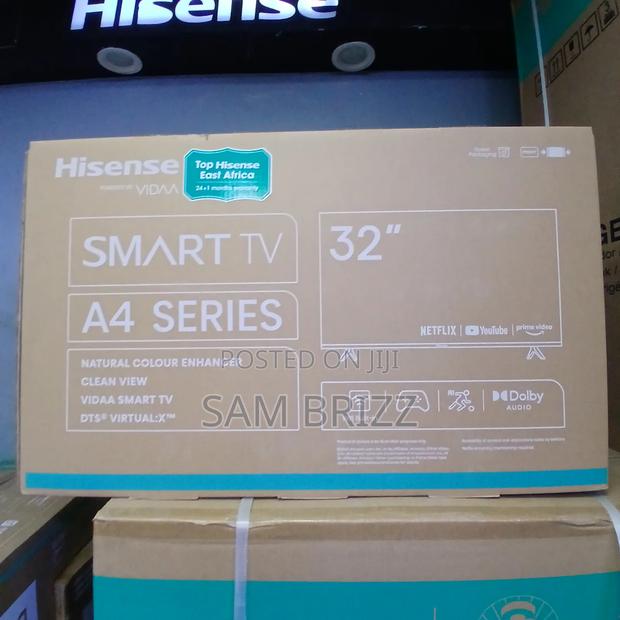 Hisense
Hisense
POWERED BY VIDAA
Top Hisense
East Africa
24+1 months warranty
SMART TV
A4 SERIES
NATURAL COLOUR ENHANCER
CLEAN VIEW
VIDAA SMART TV
DTS® VIRTUAL:X™
32"
NETFLIX | YouTube | prime video
AI
Dolby
AUDIO
POSTED ON JIJI
SAM BRIZZ